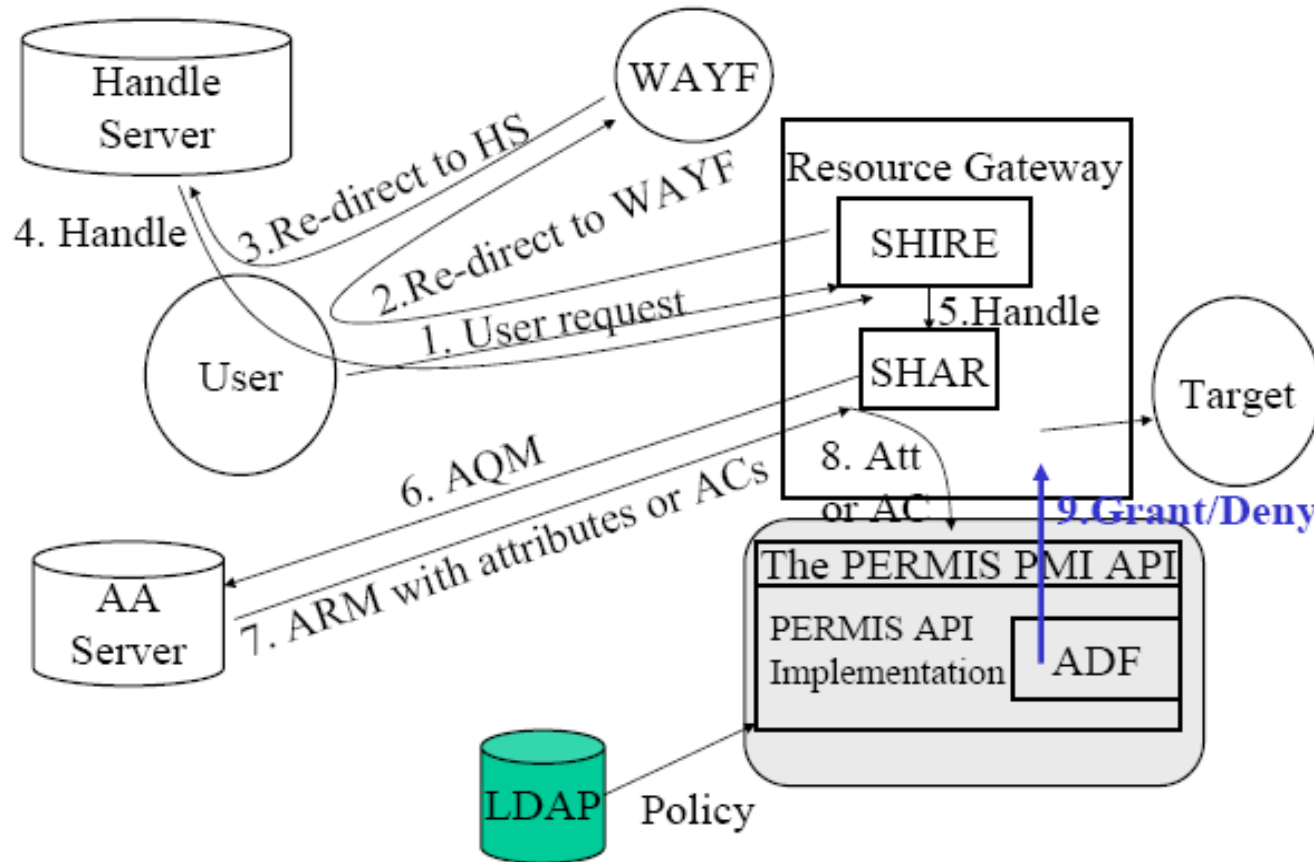 Handle
Server
WAYF
Resource Gateway
3.Re-direct to HS
4. Handle
2.Re-direct to WAYF
SHIRE
1. User request
5.Handle
User
SHAR
Target
6. AQM
8. Att
or AC
7. ARM with attributes or ACs
9.Grant/Deny
AA
Server
The PERMIS PMI API
PERMIS API
Implementation
ADF
LDAP
Policy